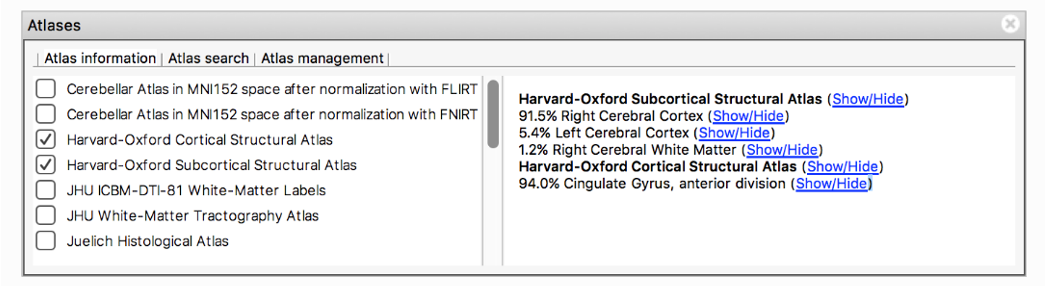 Atlases
Atlas information | Atlas search | Atlas management
Cerebellar Atlas in MNI152 space after normalization with FLIRT
Cerebellar Atlas in MNI152 space after normalization with FNIRT
Harvard-Oxford Cortical Structural Atlas
Harvard-Oxford Subcortical Structural Atlas
JHU ICBM-DTI-81 White-Matter Labels
JHU White-Matter Tractography Atlas
Juelich Histological Atlas
Harvard-Oxford Subcortical Structural Atlas (Show/Hide)
91.5% Right Cerebral Cortex (Show/Hide)
5.4% Left Cerebral Cortex (Show/Hide)
1.2% Right Cerebral White Matter (Show/Hide)
Harvard-Oxford Cortical Structural Atlas (Show/Hide)
94.0% Cingulate Gyrus, anterior division (Show/Hide)